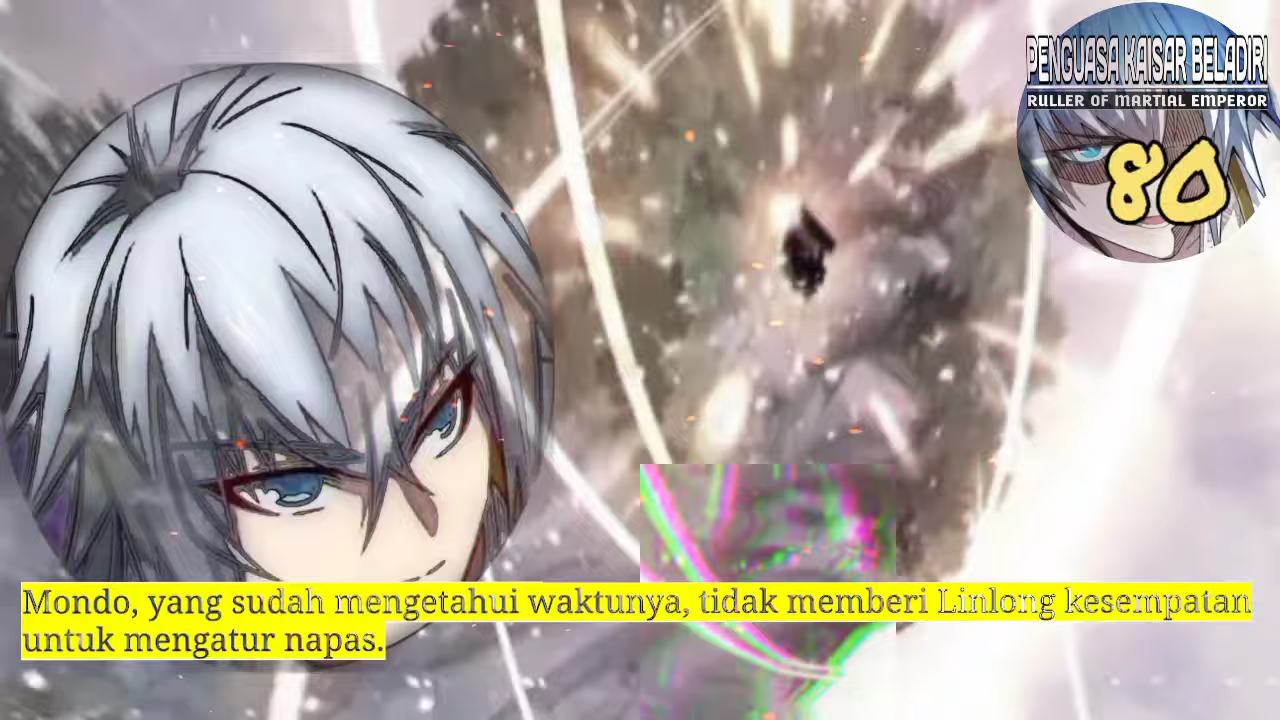 PENGUASA KAISAR BELADIRI
RULLER OF MARTIAL EMPEROR
80
Mondo, yang sudah mengetahui waktunya, tidak memberi Linlong kesempatan
untuk mengatur napas.